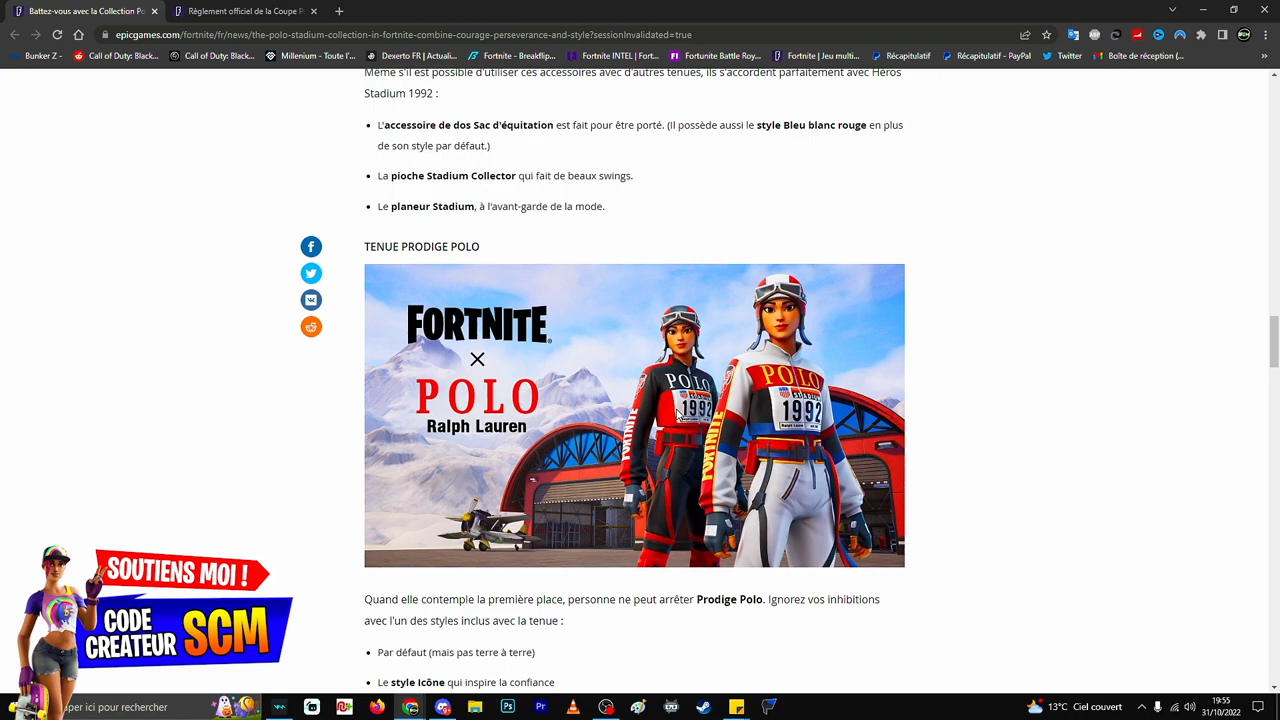 Battez-vous avec la Collection Po
Règlement officiel de la Coupe Po
epicgames.com/fortnite/fr/news/the-polo-stadium-collection-in-fortnite-combine-courage-perseverance-and-style?sessionInvalidated=true
Bunker Z
Call of Duty: Black...
Call of Duty: Black...
Millenium - Toute l'...
Dexerto FR | Actuali...
Fortnite - Breakflip...
Fortnite INTEL | Fort...
Fortunite Battle Roy...
Fortnite | Jeu multi...
Récapitulatif
Récapitulatif - PayPal
Twitter
Boîte de réception (...
Même s'il est possible d'utiliser ces accessoires avec d'autres tenues, ils s'accordent parfaitement avec Héros
Stadium 1992 :
• L'accessoire de dos Sac d'équitation est fait pour être porté. (Il possède aussi le style Bleu blanc rouge en plus
de son style par défaut.)
• La pioche Stadium Collector qui fait de beaux swings.
• Le planeur Stadium, à l'avant-garde de la mode.
TENUE PRODIGE POLO
FORTNITE
X
POLO
Ralph Lauren
POLO
1992
FORTNITE
POLO
STADIUM
1992
Ralph Lauren
FORTNITE
Quand elle contemple la première place, personne ne peut arrêter Prodige Polo. Ignorez vos inhibitions
avec l'un des styles inclus avec la tenue :
• Par défaut (mais pas terre à terre)
• Le style Icône qui inspire la confiance
SOUTIENS MOI !
CODE
CREATEUR SCM
aper ici pour rechercher
13°C Ciel couvert
19:55
31/10/2022